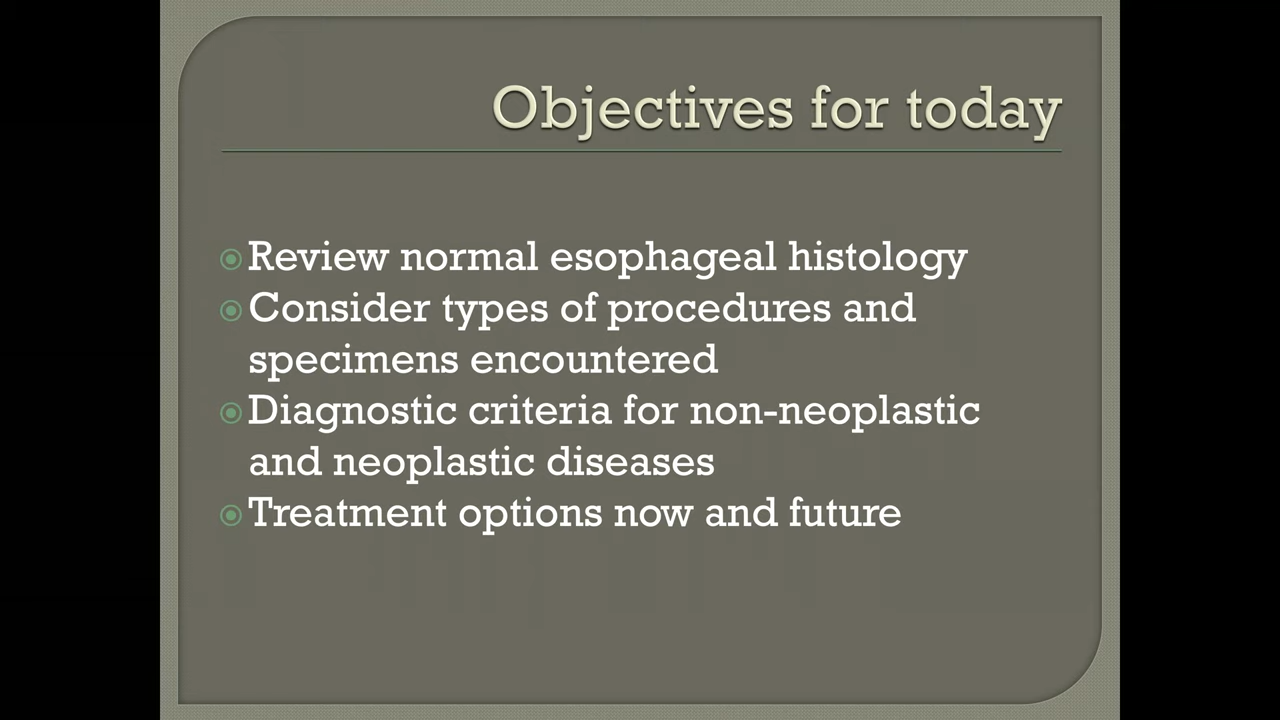 Objectives for today
Review normal esophageal histology
Consider types of procedures and
specimens encountered
Diagnostic criteria for non-neoplastic
and neoplastic diseases
Treatment options now and future